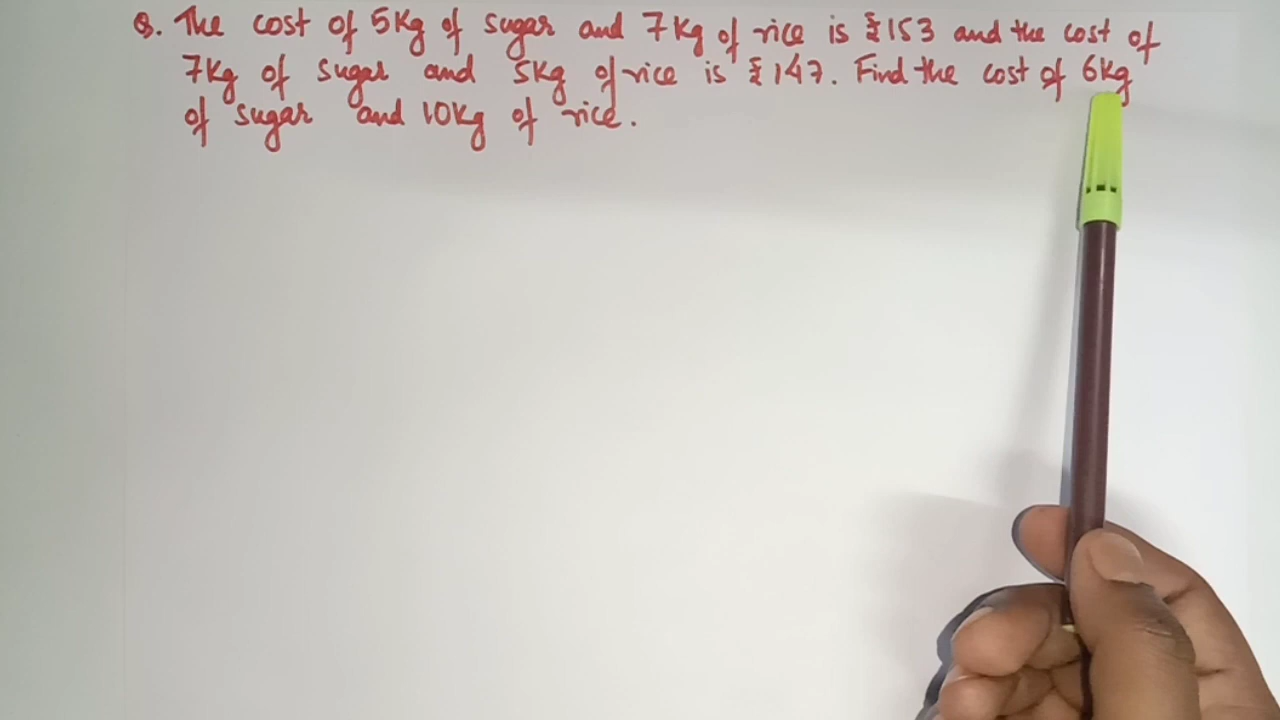 Q. The cost of 5Kg of sugar and 7Kg of rice is ₹153 and the cost of
7Kg of sugar and 5Kg of rice is ₹147. Find the cost of 6Kg
of sugar and 10Kg of rice.